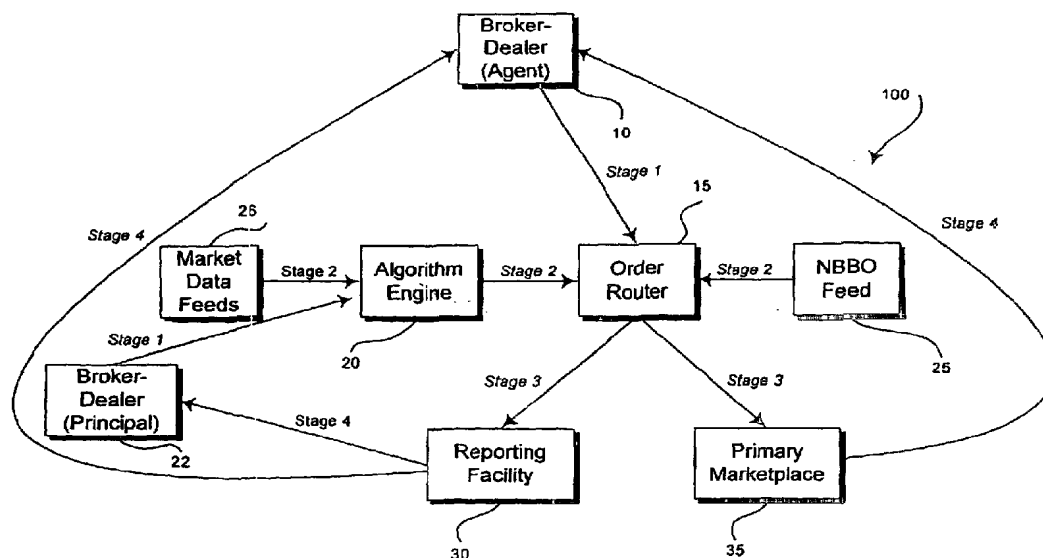 Broker-
Dealer
(Agent)
10
100
Stage 1
15
Stage 4
Stage 4
26
Market
Data
Feeds
Stage 2
Algorithm
Engine
Stage 2
Order
Router
Stage 2
NBBO
Feed
Stage 1
20
25
Broker-
Dealer
(Principal)
22
Stage 4
Stage 3
Stage 3
Reporting
Facility
30
Primary
Marketplace
35